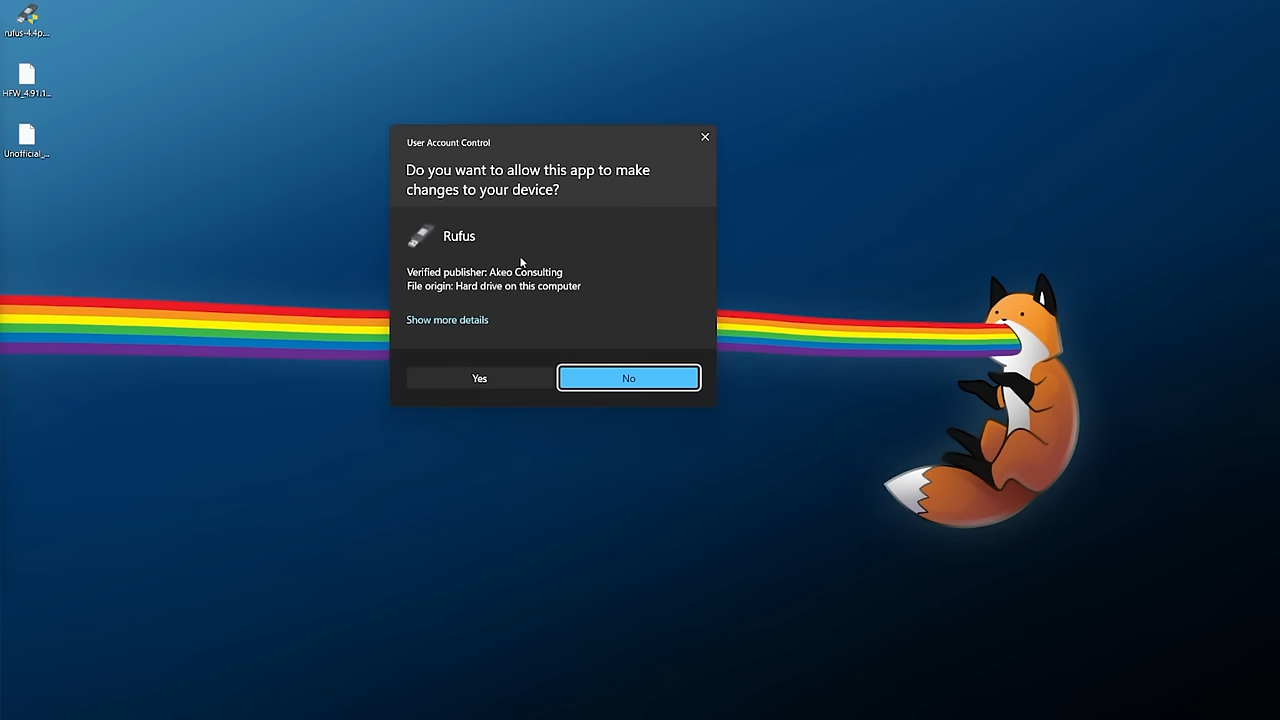 rufus-4.4p...
HFW_4.91.1...
Unofficial_...
User Account Control
Do you want to allow this app to make
changes to your device?
Rufus
Verified publisher: Akeo Consulting
File origin: Hard drive on this computer
Show more details
Yes
No